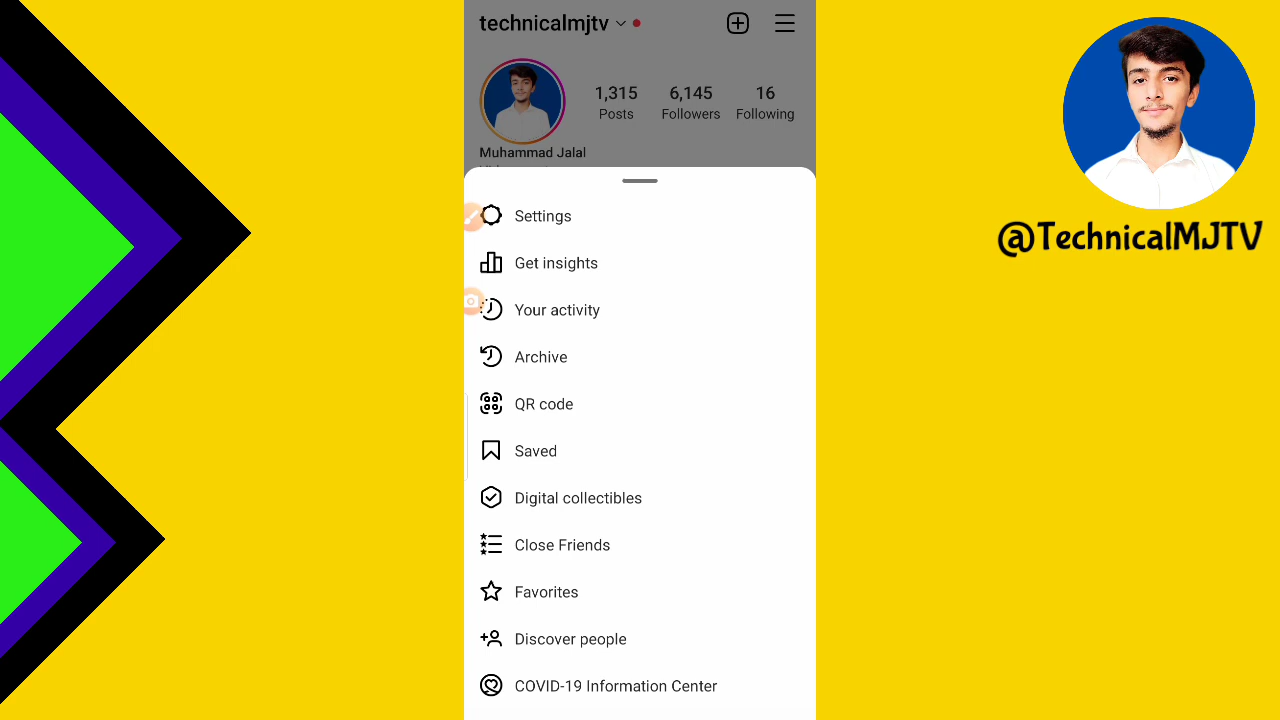 technicalmjtv
1,315 6,145 16
Posts Followers Following
Muhammad Jalal
Settings
Get insights
Your activity
Archive
QR code
Saved
Digital collectibles
Close Friends
Favorites
Discover people
COVID-19 Information Center
@TechnicalMJTV